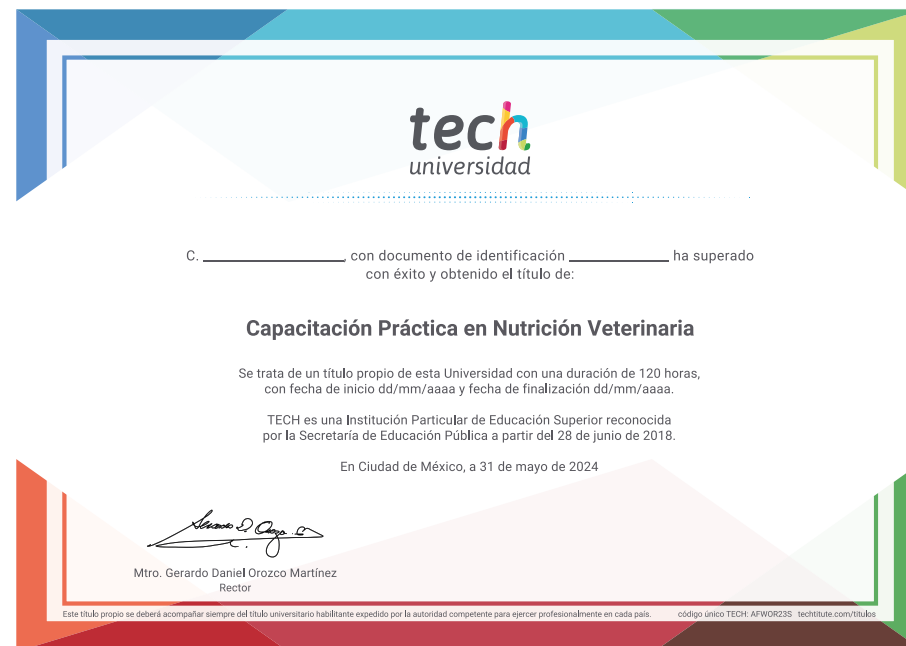 tech
universidad
C. ____________, con documento de identificación ____________ ha superado
con éxito y obtenido el título de:
Capacitación Práctica en Nutrición Veterinaria
Se trata de un título propio de esta Universidad con una duración de 120 horas,
con fecha de inicio dd/mm/aaaa y fecha de finalización dd/mm/aaaa.
TECH es una Institución Particular de Educación Superior reconocida
por la Secretaría de Educación Pública a partir del 28 de junio de 2018.
En Ciudad de México, a 31 de mayo de 2024
Mtro. Gerardo Daniel Orozco Martínez
Rector
Este título propio se deberá acompañar siempre del título universitario habilitante expedido por la autoridad competente para ejercer profesionalmente en cada país. código único TECH: AFWOR23S techtitute.com/titulos